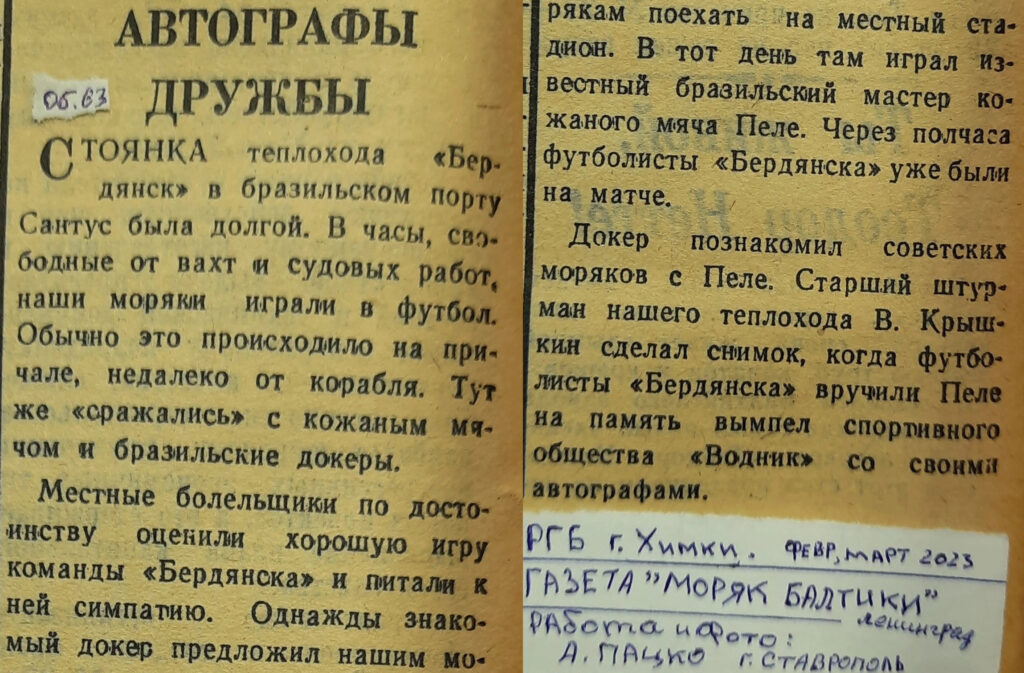 АВТОГРАФЫ
ДРУЖБЫ
об.63
СТОЯНКА теплохода «Бер-
дянск» в бразильском порту
Сантус была долгой. В часы, сво-
бодные от вахт и судовых работ,
наши моряки играли в футбол.
Обычно это происходило на при-
чале, недалеко от корабля. Тут
же «сражались» с кожаным мя-
чом и бразильские докеры.
Местные болельщики по досто-
инству оценили хорошую игру
команды «Бердянска» и питали к
ней симпатию. Однажды знако-
мый докер предложил нашим мо-
рякам поехать на местный ста-
дион. В тот день там играл из-
вестный бразильский мастер ко-
жаного мяча Пеле. Через полчаса
футболисты «Бердянска» уже были
на матче.
Докер познакомил советских
моряков с Пеле. Старший штур-
ман нашего теплохода В. Крыш-
кин сделал снимок, когда футбо-
листы «Бердянска» вручили Пеле
на память вымпел спортивного
общества «Водник» со своими
автографами.
РГБ г. Химки. ФЕВР, МАРТ 2023
ГАЗЕТА "МОРЯК БАЛТИКИ"
ленинград
РАбота и Фото:
А. ПАЦКО г. СТАВРОПОЛЬ